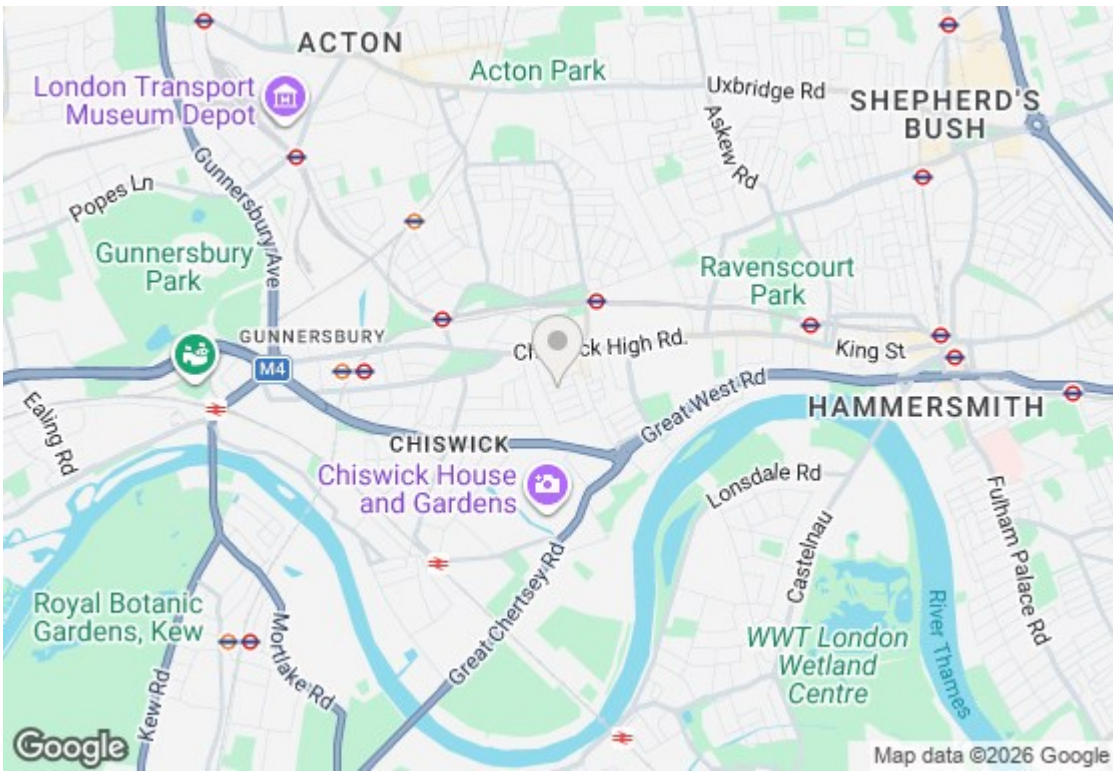 ACTON
Acton Park
London Transport
Museum Depot
Uxbridge Rd
SHEPHERD'S
BUSH
Askew Rd
Gunnersbury Ave
Popes Ln
Gunnersbury
Park
Ravenscourt
Park
GUNNERSBURY
Chiswick High Rd.
King St
M4
Great West Rd
HAMMERSMITH
Ealing Rd
CHISWICK
Chiswick House
and Gardens
Lonsdale Rd
Fulham Palace Rd
Castelnau
Great Chertsey Rd
Royal Botanic
Gardens, Kew
Mortlake Rd
Kew Rd
WWT London
Wetland
Centre
River Thames
Google
Map data ©2026 Google